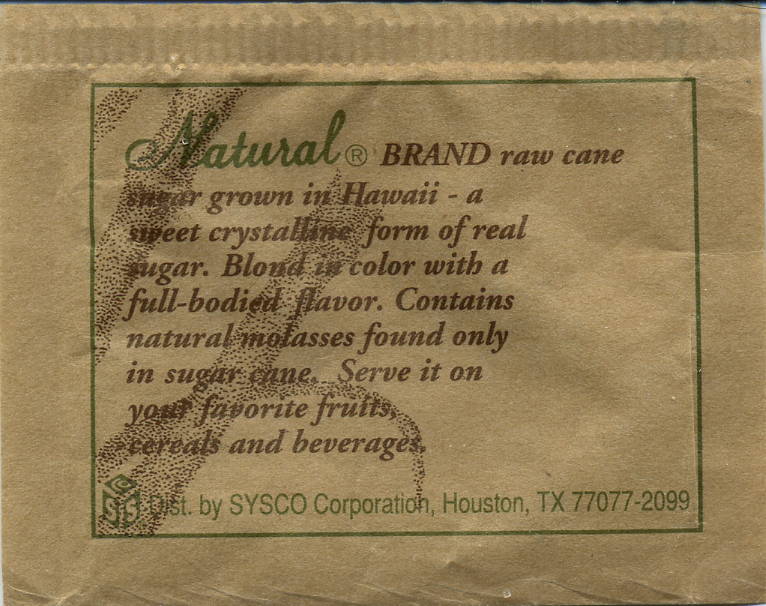 Natural® BRAND raw cane
sugar grown in Hawaii - a
sweet crystalline form of real
sugar. Blond in color with a
full-bodied flavor. Contains
natural molasses found only
in sugar cane. Serve it on
your favorite fruits,
cereals and beverages.
Dist. by SYSCO Corporation, Houston, TX 77077-2099